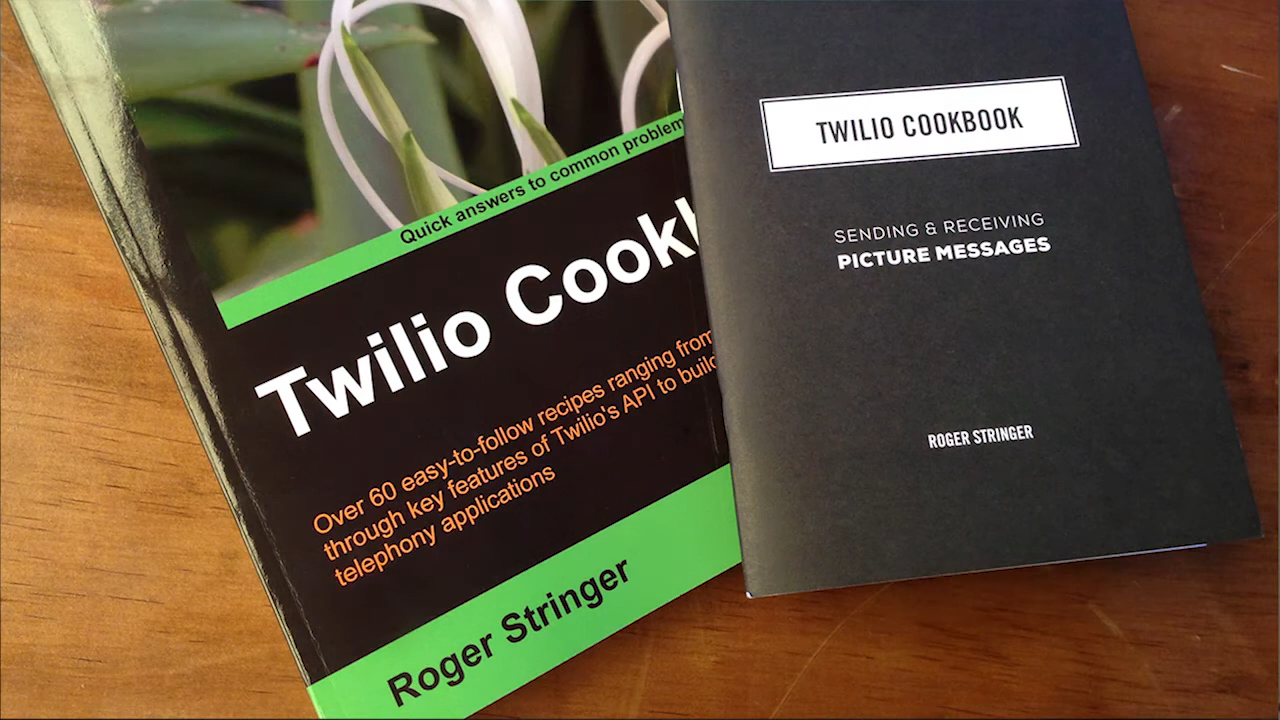 Quick answers to common problem
Twilio Cook
Over 60 easy-to-follow recipes ranging from
through key features of Twilio's API to build
telephony applications
Roger Stringer
TWILIO COOKBOOK
SENDING & RECEIVING
PICTURE MESSAGES
ROGER STRINGER